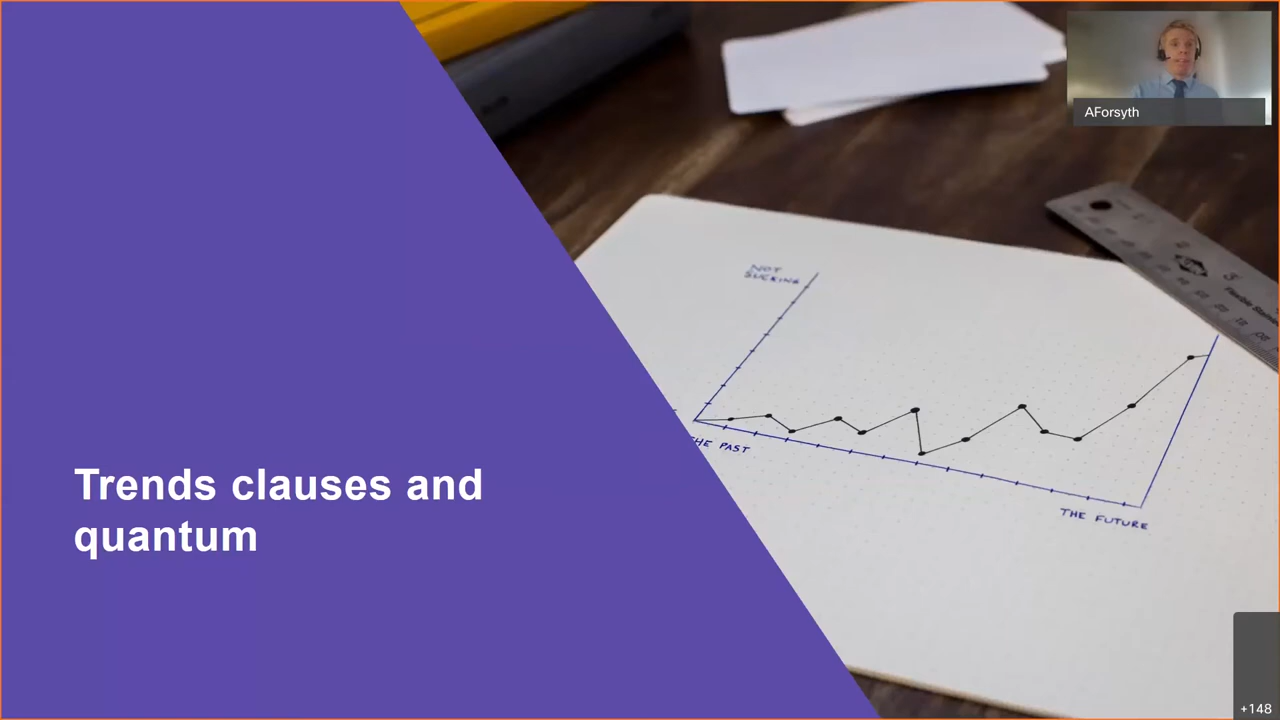 AForsyth
NOT
SUCKING
THE PAST
THE FUTURE
Trends clauses and
quantum
+148